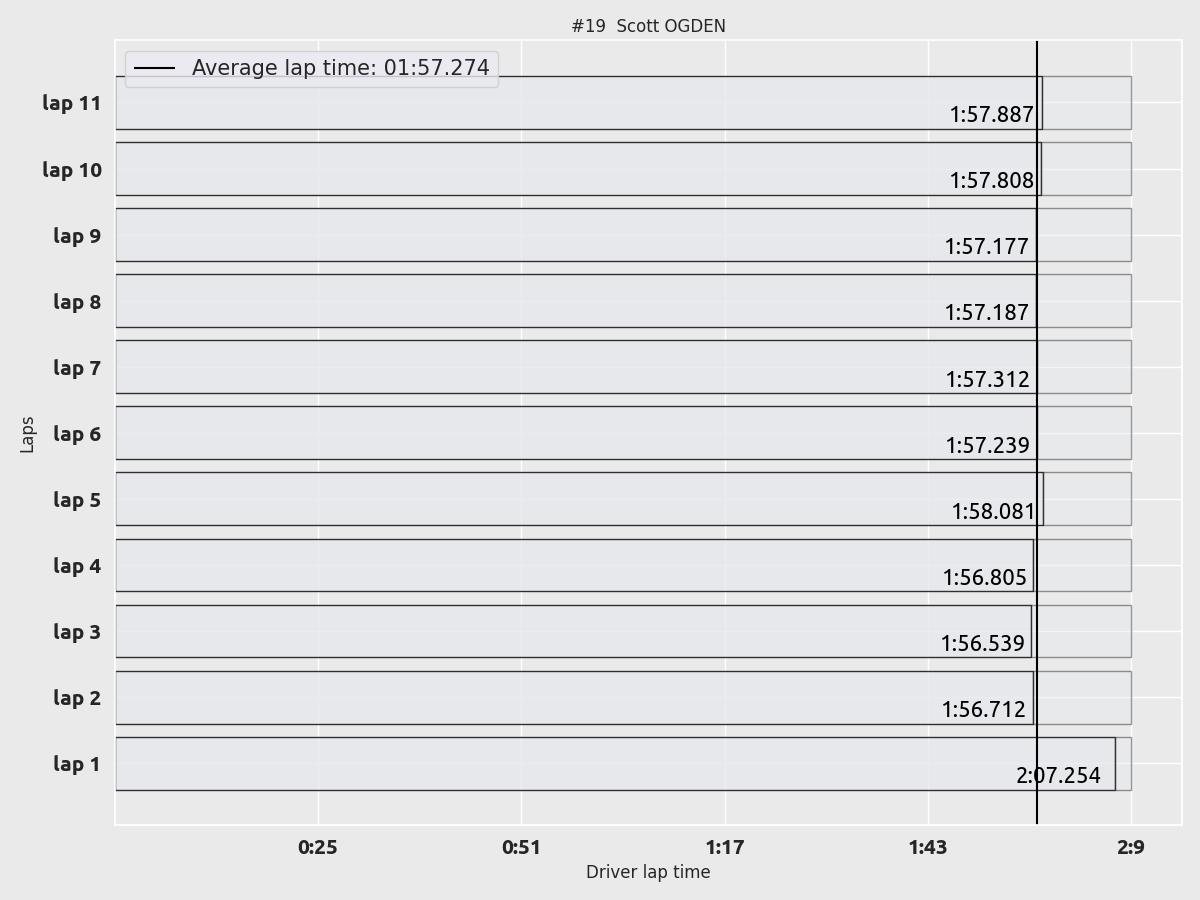 #19  Scott OGDEN
Average lap time: 01:57.274
lap 11
1:57.887
lap 10
1:57.808
lap 9
1:57.177
lap 8
1:57.187
lap 7
1:57.312
lap 6
1:57.239
lap 5
1:58.081
lap 4
1:56.805
lap 3
1:56.539
lap 2
1:56.712
lap 1
2:07.254
Laps
0:25 0:51 1:17 1:43 2:9
Driver lap time